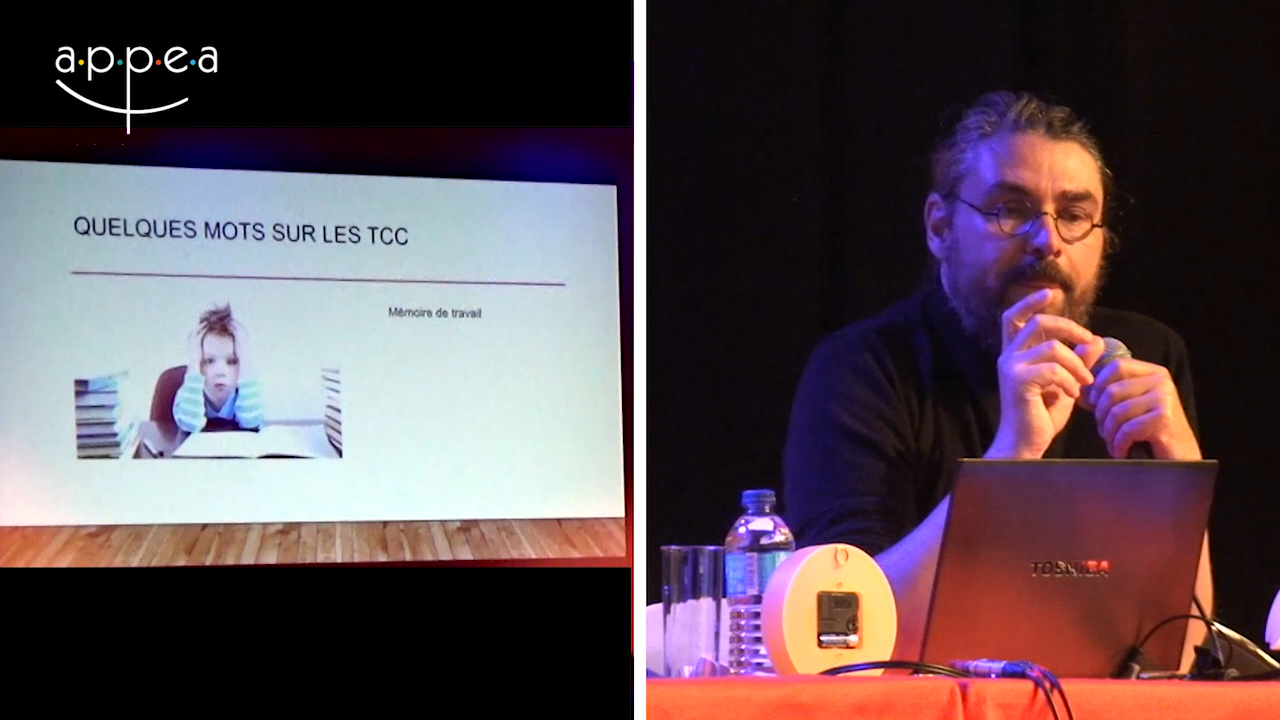 a·p·p·e·a
QUELQUES MOTS SUR LES TCC
Mémoire de travail
TOSHIBA